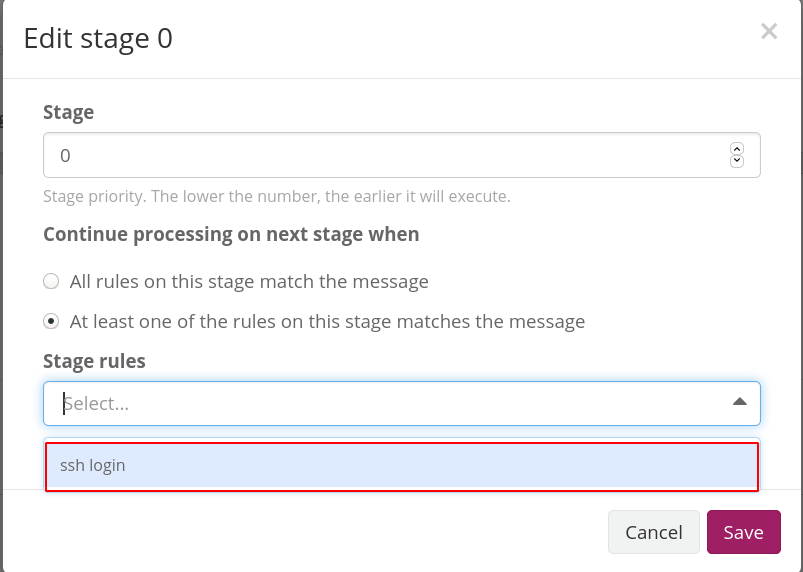 Edit stage 0
×
Stage
0
Stage priority. The lower the number, the earlier it will execute.
Continue processing on next stage when
All rules on this stage match the message
At least one of the rules on this stage matches the message
Stage rules
Select...
ssh login
Cancel
Save